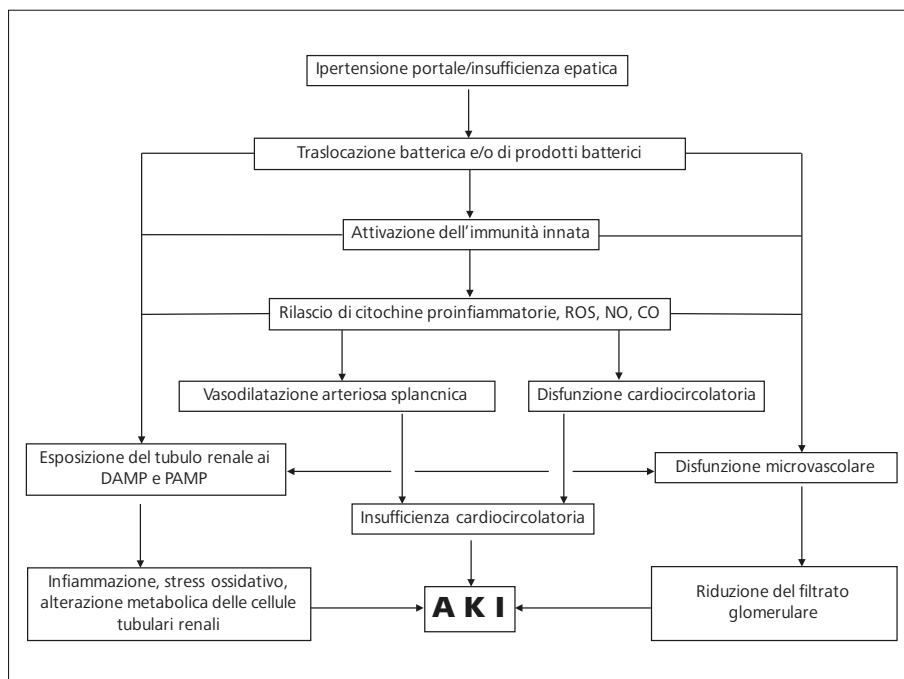 Ipertensione portale/insufficienza epatica
Traslocazione batterica e/o di prodotti batterici
Attivazione dell'immunità innata
Rilascio di citochine proinfiammatorie, ROS, NO, CO
Vasodilatazione arteriosa splancnica
Disfunzione cardiocircolatoria
Esposizione del tubulo renale ai
DAMP e PAMP
Disfunzione microvascolare
Insufficienza cardiocircolatoria
Infiammazione, stress ossidativo,
alterazione metabolica delle cellule
tubulari renali
A K I
Riduzione del filtrato
glomerulare